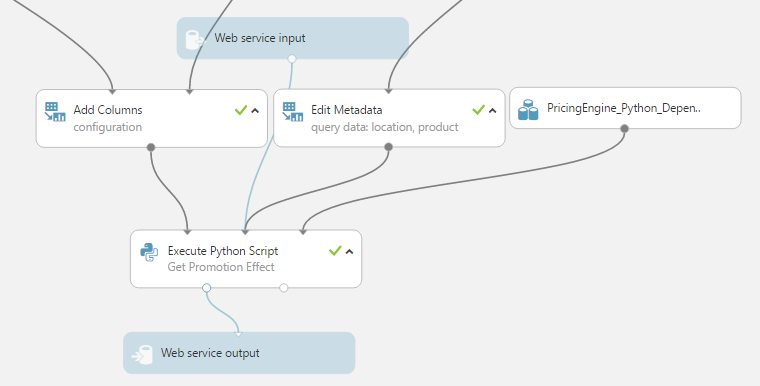 Web service input
Add Columns
configuration
Edit Metadata
query data: location, product
PricingEngine_Python_Depen..
Execute Python Script
Get Promotion Effect
Web service output